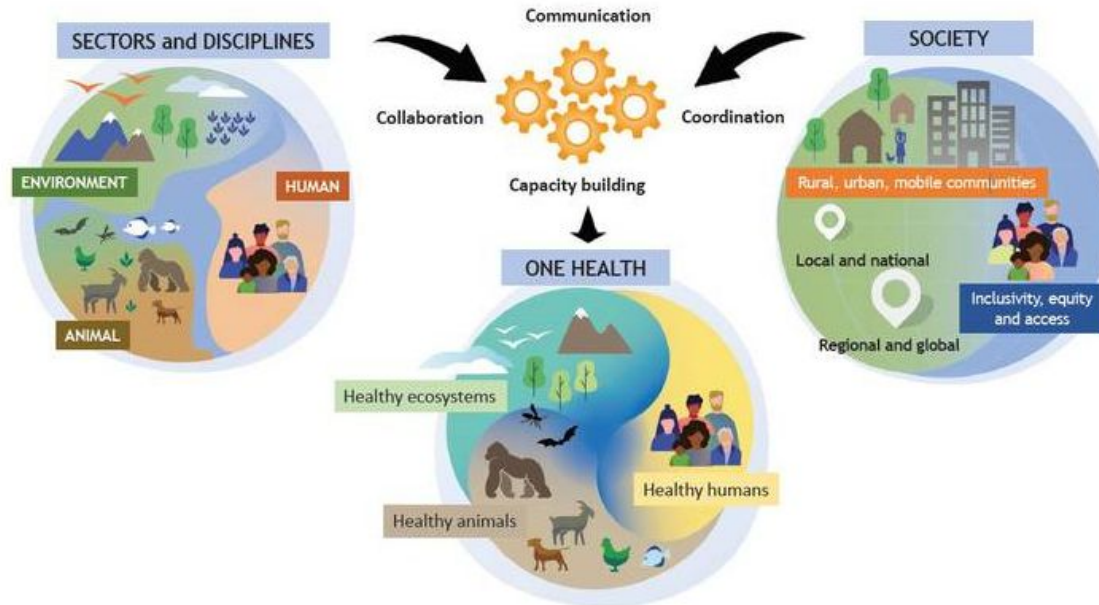 Communication
SECTORS and DISCIPLINES
SOCIETY
Collaboration
Coordination
ENVIRONMENT
HUMAN
Rural, urban, mobile communities
Capacity building
Local and national
ONE HEALTH
Inclusivity, equity
and access
ANIMAL
Regional and global
Healthy ecosystems
Healthy humans
Healthy animals